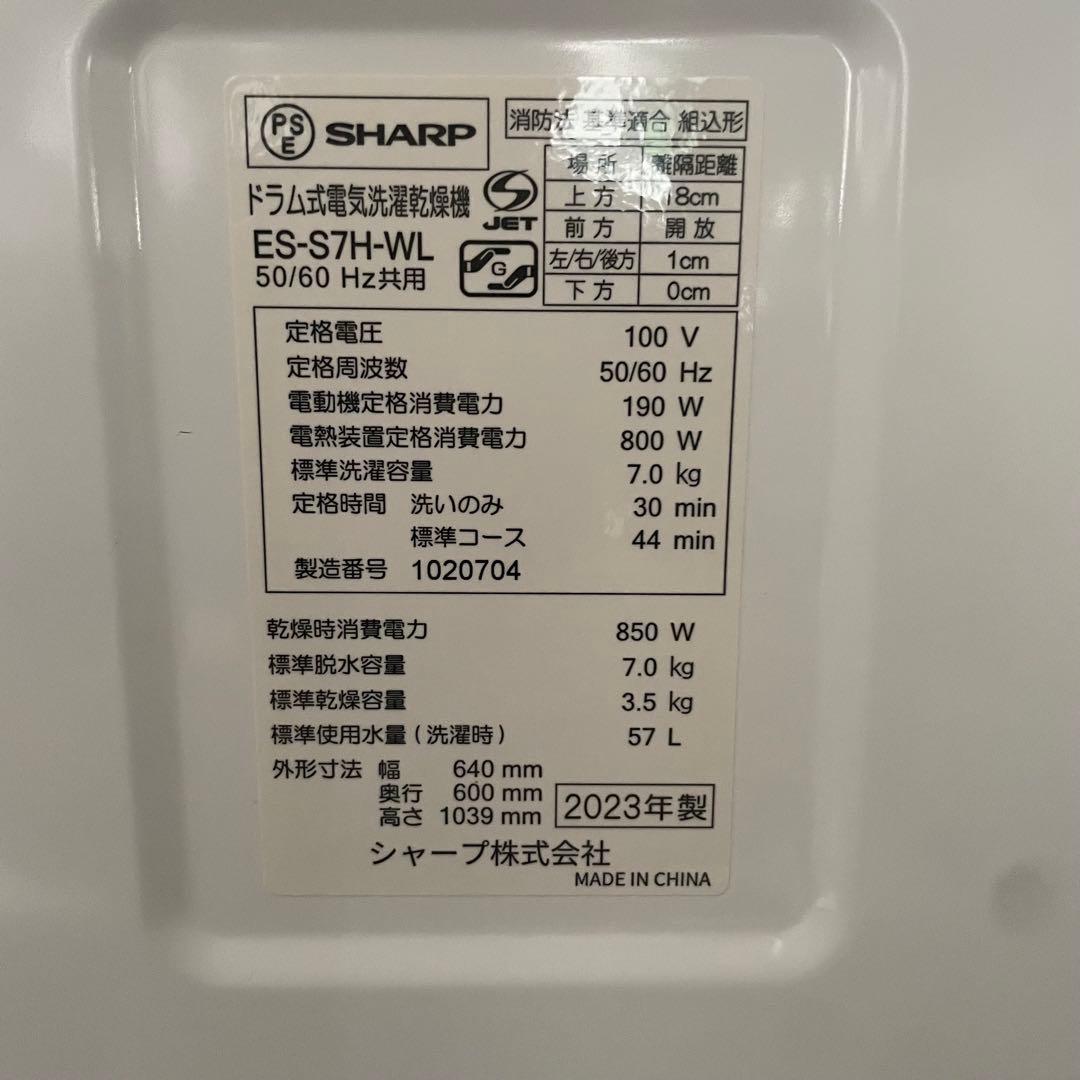 PS E SHARP
ドラム式電気洗濯乾燥機
S JET
ES-S7H-WL
50/60 Hz共用
G
消防法 基準適合 組込形
場所 離隔距離
上方 18cm
前方 開放
左/右/後方 1cm
下方 0cm
定格電圧 100 V
定格周波数 50/60 Hz
電動機定格消費電力 190 W
電熱装置定格消費電力 800 W
標準洗濯容量 7.0 kg
定格時間 洗いのみ 30 min
標準コース 44 min
製造番号 1020704
乾燥時消費電力 850 W
標準脱水容量 7.0 kg
標準乾燥容量 3.5 kg
標準使用水量(洗濯時) 57 L
外形寸法 幅 640 mm
奥行 600 mm
高さ 1039 mm
2023年製
シャープ株式会社
MADE IN CHINA